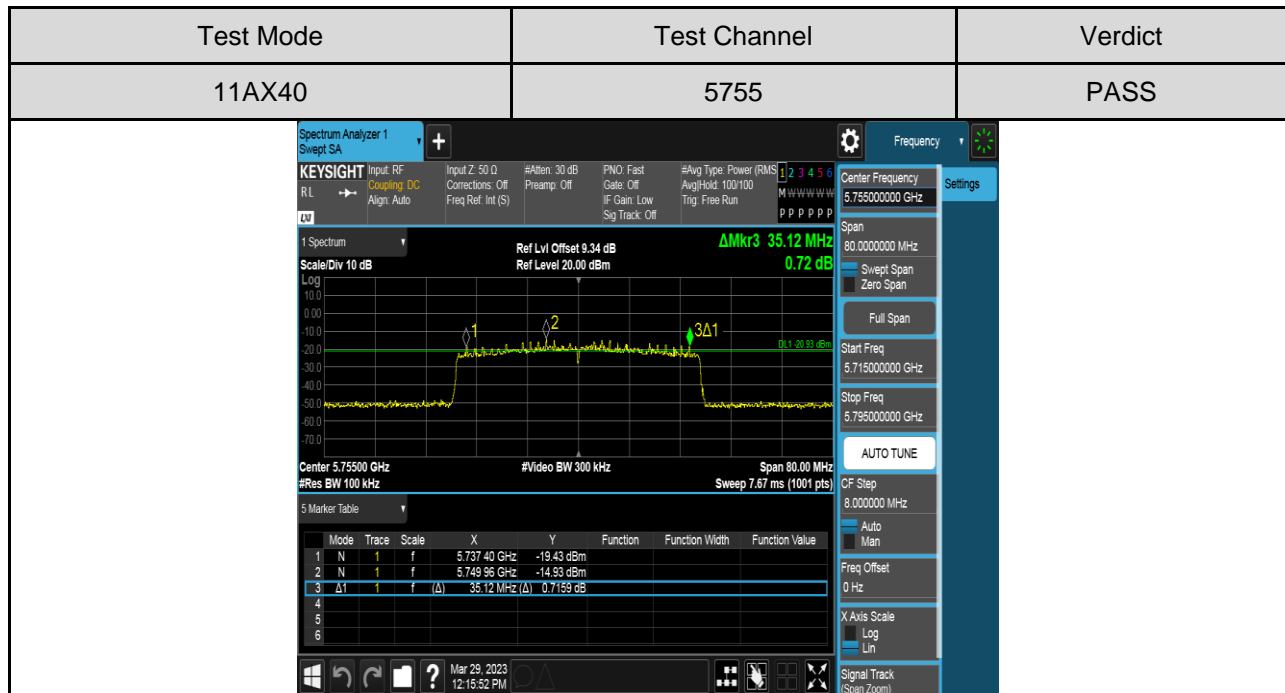 Test Mode Test Channel Verdict
11AX40 5755 PASS
Spectrum Analyzer 1
Swept SA
+
Frequency
KEYSIGHT Input: RF Input Z: 50 Ω #Atten: 30 dB PNO: Fast #Avg Type: Power (RMS 1 2 3 4 5 6
RL Coupling: DC Corrections: Off Preamp: Off Gate: Off Avg|Hold: 100/100 M W W W W W
Align: Auto Freq Ref: Int (S) IF Gain: Low Trig: Free Run
LXI Sig Track: Off P P P P P P
Settings
Center Frequency
5.755000000 GHz
Span
80.0000000 MHz
Swept Span
Zero Span
Full Span
Start Freq
5.715000000 GHz
Stop Freq
5.795000000 GHz
AUTO TUNE
CF Step
8.000000 MHz
Auto
Man
Freq Offset
0 Hz
X Axis Scale
Log
Lin
Signal Track
(Span Zoom)
1 Spectrum Ref Lvl Offset 9.34 dB ΔMkr3 35.12 MHz
Scale/Div 10 dB Ref Level 20.00 dBm 0.72 dB
Log
10.0
0.00
-10.0
-20.0
-30.0
-40.0
-50.0
-60.0
-70.0
1
2
3Δ1
DL1 -20.93 dBm
Center 5.75500 GHz #Video BW 300 kHz Span 80.00 MHz
#Res BW 100 kHz Sweep 7.67 ms (1001 pts)
5 Marker Table
Mode Trace Scale X Y Function Function Width Function Value
1 N 1 f 5.737 40 GHz -19.43 dBm
2 N 1 f 5.749 96 GHz -14.93 dBm
3 Δ1 1 f (Δ) 35.12 MHz (Δ) 0.7159 dB
4
5
6
? Mar 29, 2023
12:15:52 PM